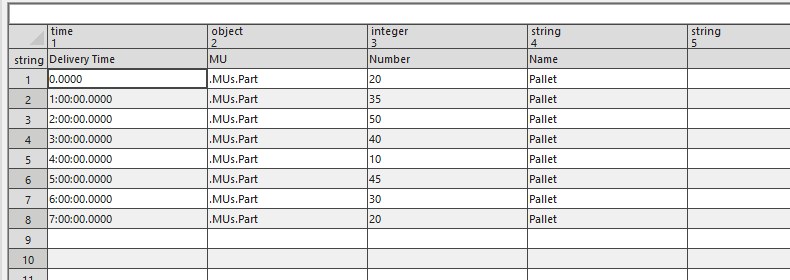 time object integer string string
1 2 3 4 5
string Delivery Time MU Number Name
1 0.0000 .MUs.Part 20 Pallet
2 1:00:00.0000 .MUs.Part 35 Pallet
3 2:00:00.0000 .MUs.Part 50 Pallet
4 3:00:00.0000 .MUs.Part 40 Pallet
5 4:00:00.0000 .MUs.Part 10 Pallet
6 5:00:00.0000 .MUs.Part 45 Pallet
7 6:00:00.0000 .MUs.Part 30 Pallet
8 7:00:00.0000 .MUs.Part 20 Pallet
9
10
11